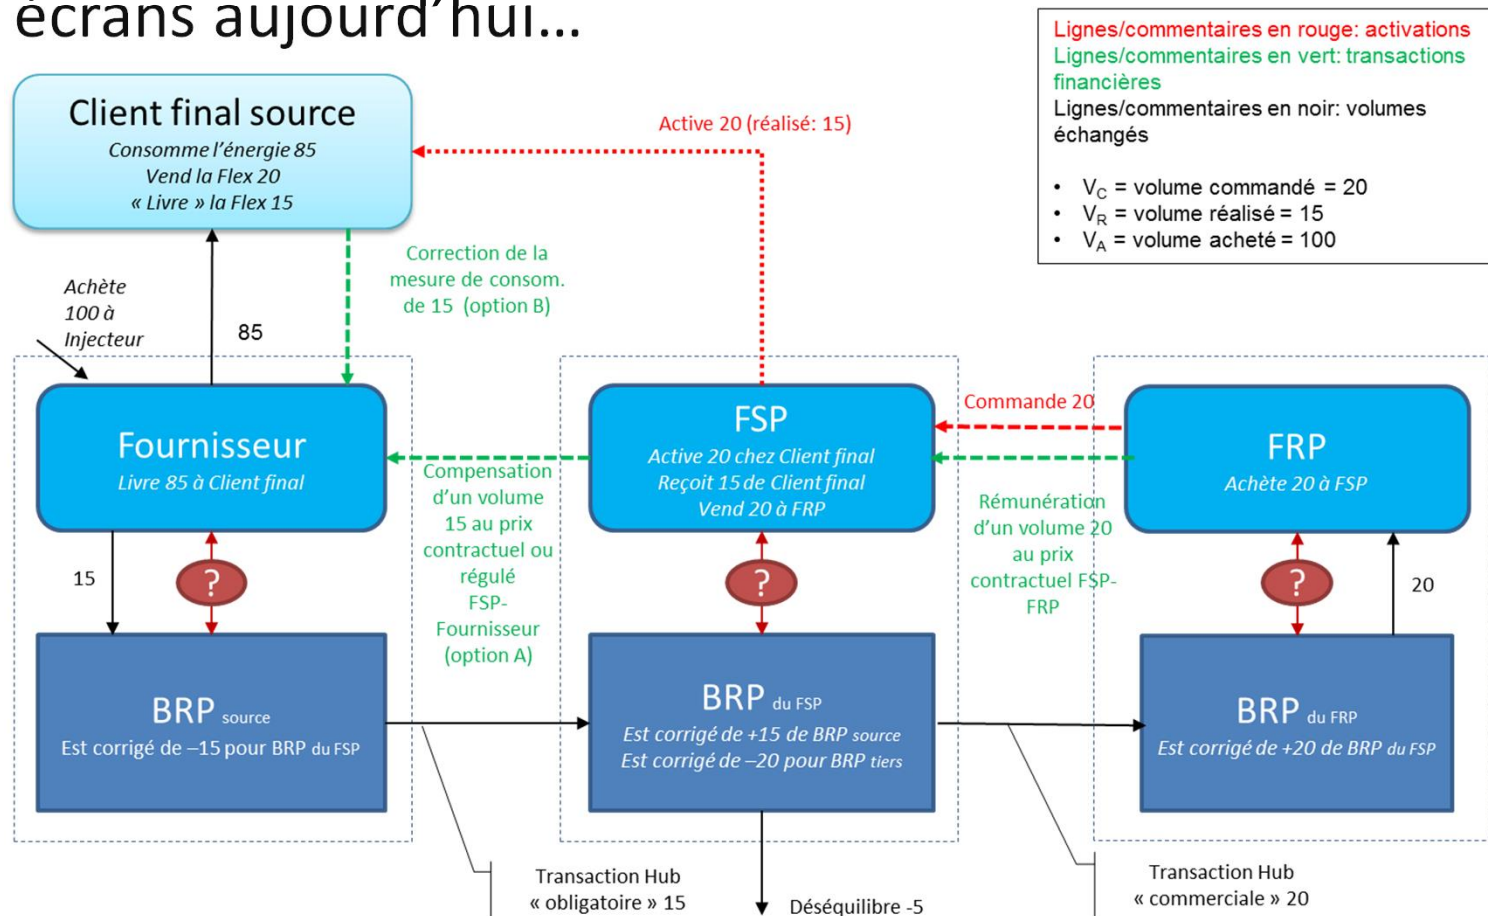 écrans aujourd’hui...
Lignes/commentaires en rouge: activations
Lignes/commentaires en vert: transactions
financières
Lignes/commentaires en noir: volumes
échangés
• VC = volume commandé = 20
• VR = volume réalisé = 15
• VA = volume acheté = 100
Client final source
Consomme l’énergie 85
Vend la Flex 20
« Livre » la Flex 15
Active 20 (réalisé: 15)
Correction de la
mesure de consom.
de 15 (option B)
Achète
100 à
Injecteur
85
Fournisseur
Livre 85 à Client final
FSP
Active 20 chez Client final
Reçoit 15 de Client final
Vend 20 à FRP
Commande 20
FRP
Achète 20 à FSP
Compensation
d’un volume
15 au prix
contractuel ou
régulé
FSP-
Fournisseur
(option A)
Rémunération
d’un volume 20
au prix
contractuel FSP-
FRP
15
?
?
?
20
BRP source
Est corrigé de –15 pour BRP du FSP
BRP du FSP
Est corrigé de +15 de BRP source
Est corrigé de –20 pour BRP tiers
BRP du FRP
Est corrigé de +20 de BRP du FSP
Transaction Hub
« obligatoire » 15
Déséquilibre -5
Transaction Hub
« commerciale » 20